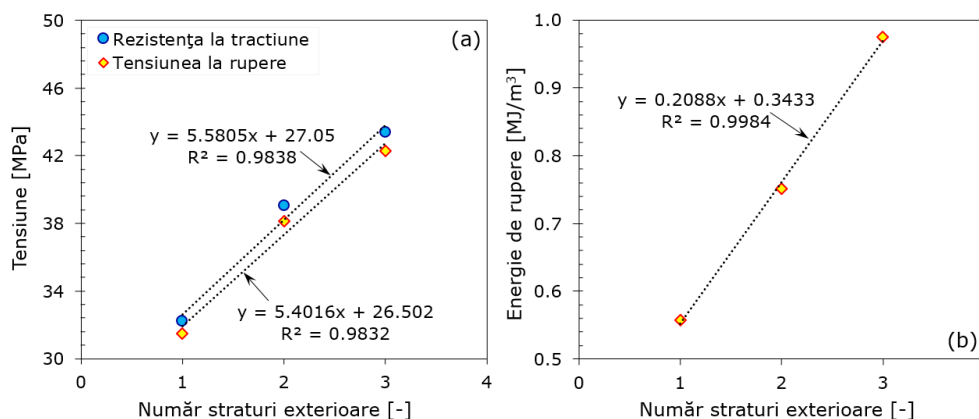 50
46
42
38
34
30
Tensiune [MPa]
Rezistenţa la tractiune
Tensiunea la rupere
(a)
y = 5.5805x + 27.05
R² = 0.9838
y = 5.4016x + 26.502
R² = 0.9832
0 1 2 3 4
Număr straturi exterioare [-]
1.0
0.9
0.8
0.7
0.6
0.5
Energie de rupere [MJ/m³]
y = 0.2088x + 0.3433
R² = 0.9984
(b)
0 1 2 3 4
Număr straturi exterioare [-]